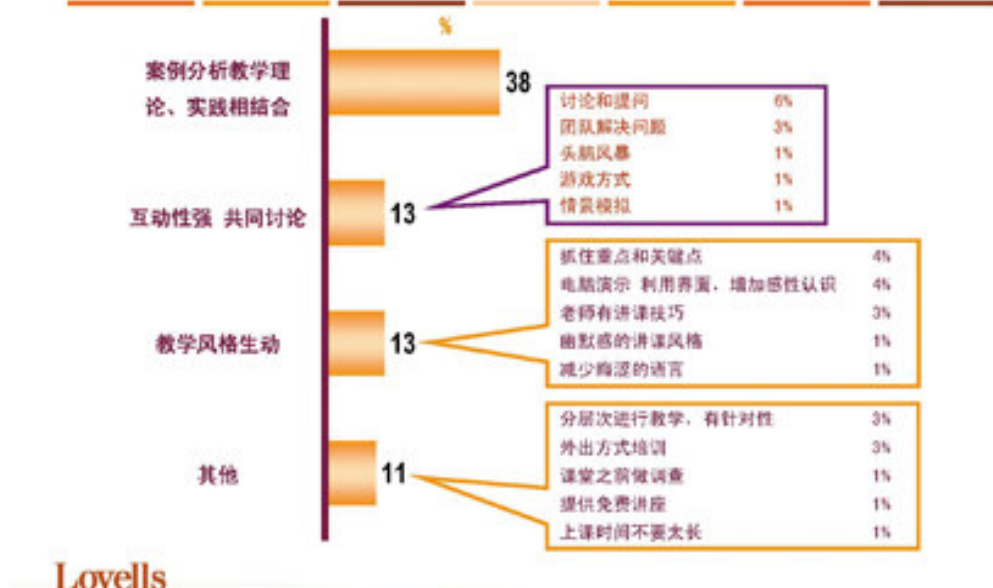 %
案例分析教学理
论、实践相结合
38
讨论和提问 6%
团队解决问题 3%
头脑风暴 1%
游戏方式 1%
情景模拟 1%
互动性强 共同讨论
13
抓住重点和关键点 4%
电脑演示 利用界面，增加感性认识 4%
老师有讲课技巧 3%
幽默感的讲课风格 1%
减少晦涩的语言 1%
教学风格生动
13
分层次进行教学，有针对性 3%
外出方式培训 3%
课堂之前做调查 1%
提供免费讲座 1%
上课时间不要太长 1%
其他
11
Lovells